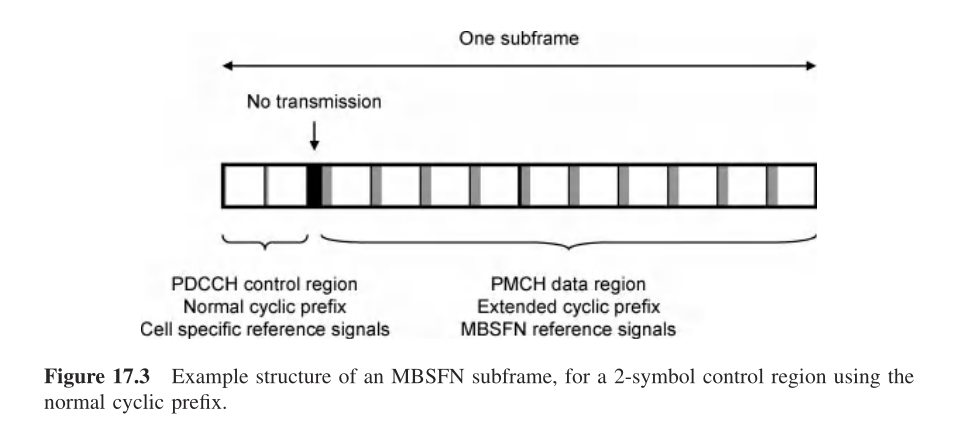 One subframe
No transmission
PDCCH control region
Normal cyclic prefix
Cell specific reference signals
PMCH data region
Extended cyclic prefix
MBSFN reference signals
Figure 17.3 Example structure of an MBSFN subframe, for a 2-symbol control region using the
normal cyclic prefix.